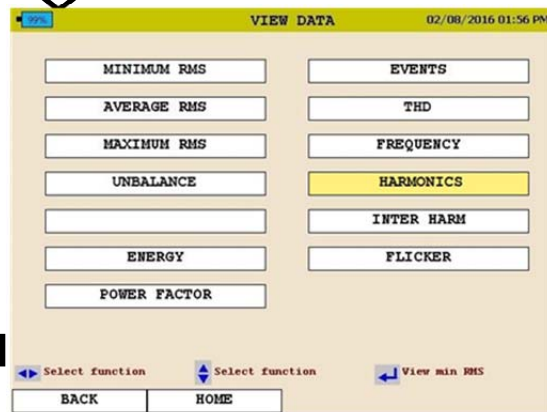 99% VIEW DATA 02/08/2016 01:56 PM
MINIMUM RMS EVENTS
AVERAGE RMS THD
MAXIMUM RMS FREQUENCY
UNBALANCE HARMONICS
INTER HARM
ENERGY FLICKER
POWER FACTOR
Select function Select function View min RMS
BACK HOME